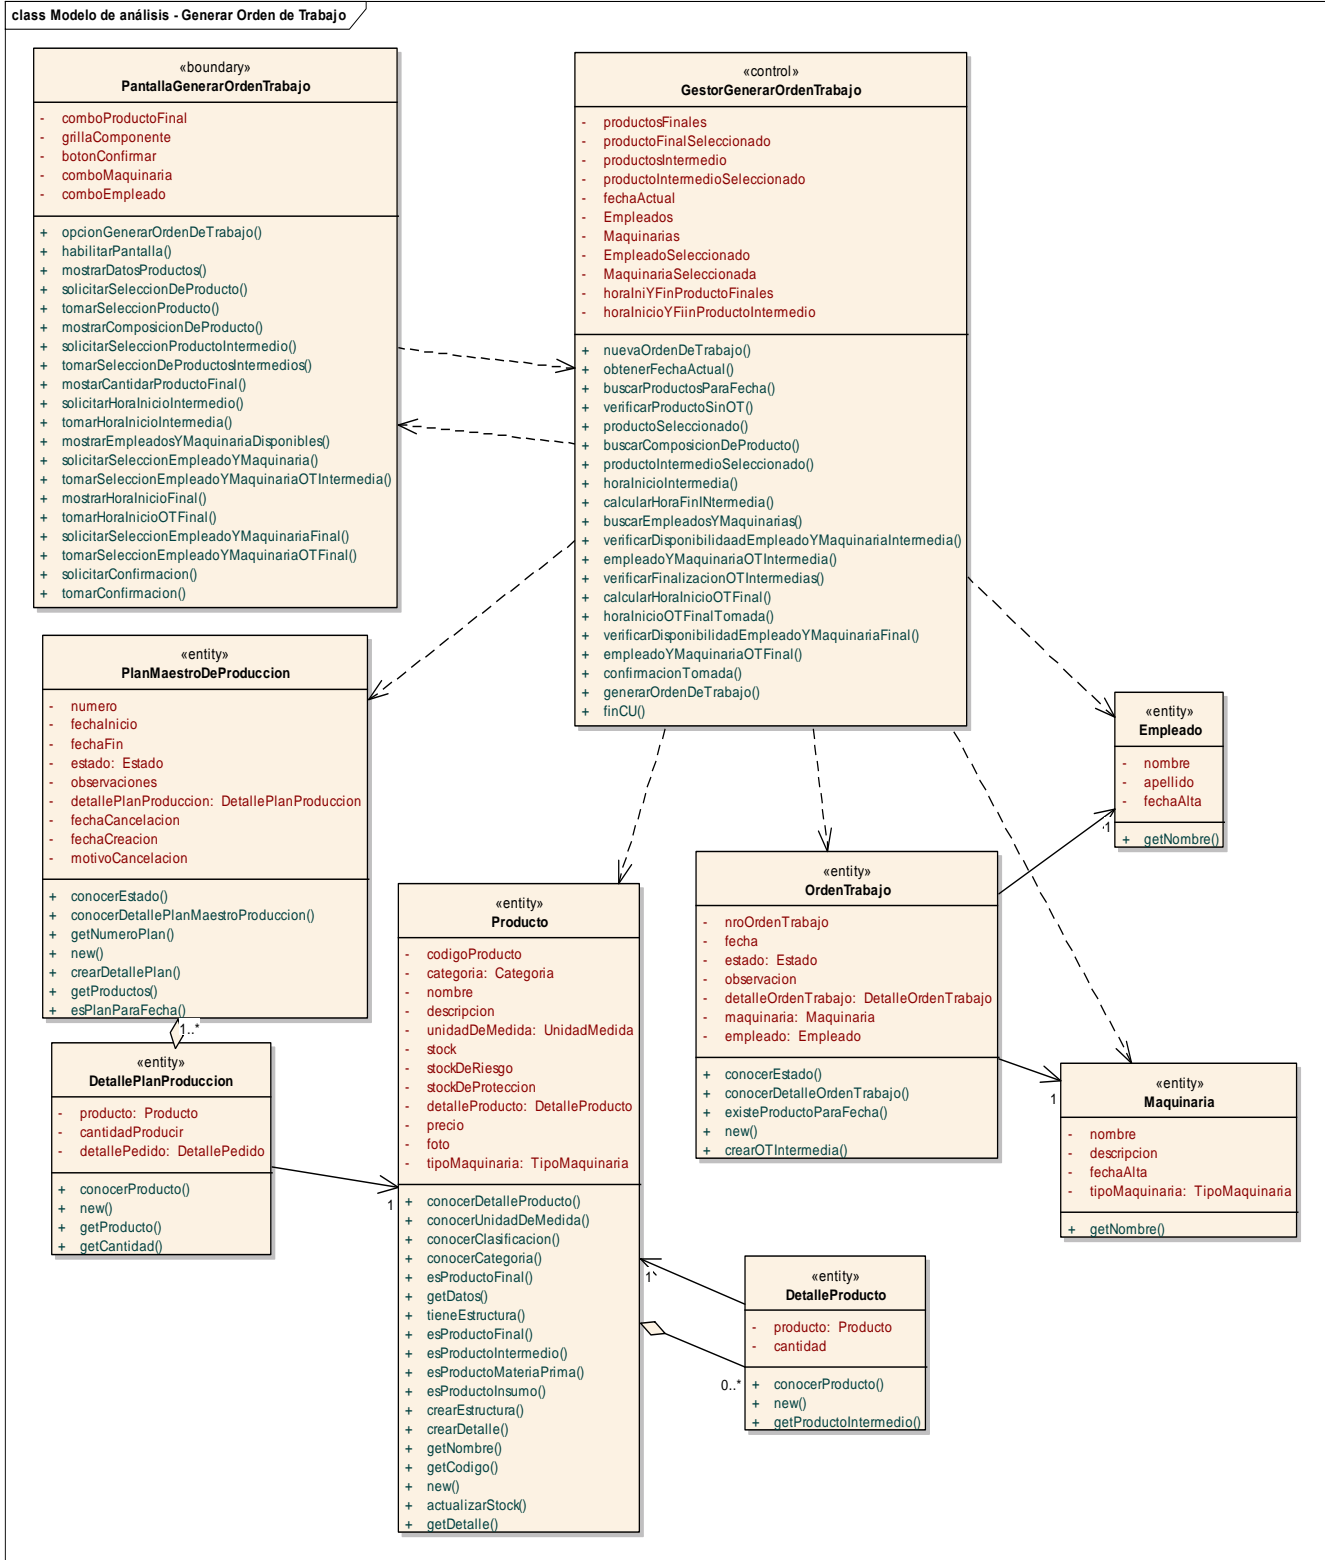 class Modelo de análisis - Generar Orden de Trabajo
«boundary»
PantallaGenerarOrdenTrabajo
- comboProductoFinal
- grillaComponente
- botonConfirmar
- comboMaquinaria
- comboEmpleado
+ opcionGenerarOrdenDeTrabajo()
+ habilitarPantalla()
+ mostrarDatosProductos()
+ solicitarSeleccionDeProducto()
+ tomarSeleccionProducto()
+ mostrarComposicionDeProducto()
+ solicitarSeleccionProductoIntermedio()
+ tomarSeleccionDeProductosIntermedios()
+ mostarCantidarProductoFinal()
+ solicitarHoraInicioIntermedio()
+ tomarHoraInicioIntermedia()
+ mostrarEmpleadosYMaquinariaDisponibles()
+ solicitarSeleccionEmpleadoYMaquinaria()
+ tomarSeleccionEmpleadoYMaquinariaOTIntermedia()
+ mostrarHoraInicioFinal()
+ tomarHoraInicioOTFinal()
+ solicitarSeleccionEmpleadoYMaquinariaFinal()
+ tomarSeleccionEmpleadoYMaquinariaOTFinal()
+ solicitarConfirmacion()
+ tomarConfirmacion()
«control»
GestorGenerarOrdenTrabajo
- productosFinales
- productoFinalSeleccionado
- productosIntermedio
- productoIntermedioSeleccionado
- fechaActual
- Empleados
- Maquinarias
- EmpleadoSeleccionado
- MaquinariaSeleccionada
- horaIniYFinProductoFinales
- horaInicioYFiinProductoIntermedio
+ nuevaOrdenDeTrabajo()
+ obtenerFechaActual()
+ buscarProductosParaFecha()
+ verificarProductoSinOT()
+ productoSeleccionado()
+ buscarComposicionDeProducto()
+ productoIntermedioSeleccionado()
+ horaInicioIntermedia()
+ calcularHoraFinINtermedia()
+ buscarEmpleadosYMaquinarias()
+ verificarDisponibilidaadEmpleadoYMaquinariaIntermedia()
+ empleadoYMaquinariaOTIntermedia()
+ verificarFinalizacionOTIntermedias()
+ calcularHoraInicioOTFinal()
+ horaInicioOTFinalTomada()
+ verificarDisponibilidadEmpleadoYMaquinariaFinal()
+ empleadoYMaquinariaOTFinal()
+ confirmacionTomada()
+ generarOrdenDeTrabajo()
+ finCU()
«entity»
PlanMaestroDeProduccion
- numero
- fechaInicio
- fechaFin
- estado: Estado
- observaciones
- detallePlanProduccion: DetallePlanProduccion
- fechaCancelacion
- fechaCreacion
- motivoCancelacion
+ conocerEstado()
+ conocerDetallePlanMaestroProduccion()
+ getNumeroPlan()
+ new()
+ crearDetallePlan()
+ getProductos()
+ esPlanParaFecha()
1..*
«entity»
DetallePlanProduccion
- producto: Producto
- cantidadProducir
- detallePedido: DetallePedido
+ conocerProducto()
+ new()
+ getProducto()
+ getCantidad()
1
«entity»
Producto
- codigoProducto
- categoria: Categoria
- nombre
- descripcion
- unidadDeMedida: UnidadMedida
- stock
- stockDeRiesgo
- stockDeProteccion
- detalleProducto: DetalleProducto
- precio
- foto
- tipoMaquinaria: TipoMaquinaria
+ conocerDetalleProducto()
+ conocerUnidadDeMedida()
+ conocerClasificacion()
+ conocerCategoria()
+ esProductoFinal()
+ getDatos()
+ tieneEstructura()
+ esProductoFinal()
+ esProductoIntermedio()
+ esProductoMateriaPrima()
+ esProductoInsumo()
+ crearEstructura()
+ crearDetalle()
+ getNombre()
+ getCodigo()
+ new()
+ actualizarStock()
+ getDetalle()
«entity»
OrdenTrabajo
- nroOrdenTrabajo
- fecha
- estado: Estado
- observacion
- detalleOrdenTrabajo: DetalleOrdenTrabajo
- maquinaria: Maquinaria
- empleado: Empleado
+ conocerEstado()
+ conocerDetalleOrdenTrabajo()
+ existeProductoParaFecha()
+ new()
+ crearOTIntermedia()
«entity»
Empleado
- nombre
- apellido
- fechaAlta
+ getNombre()
1
«entity»
Maquinaria
- nombre
- descripcion
- fechaAlta
- tipoMaquinaria: TipoMaquinaria
+ getNombre()
1
«entity»
DetalleProducto
- producto: Producto
- cantidad
+ conocerProducto()
+ new()
+ getProductoIntermedio()
1`
0..*